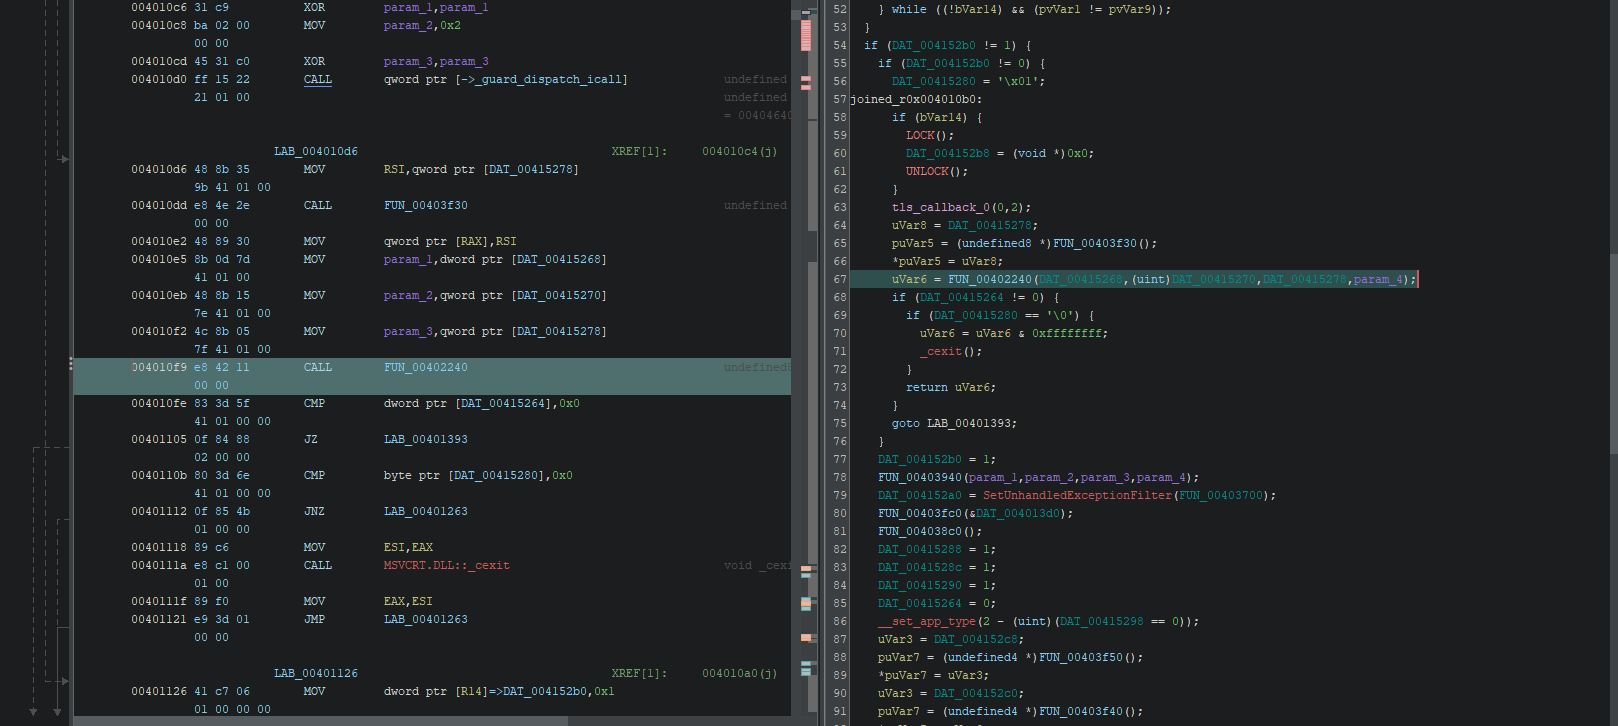 004010c6 31 c9 XOR param_1,param_1
004010c8 ba 02 00 MOV param_2,0x2
00 00
004010cd 45 31 c0 XOR param_3,param_3
004010d0 ff 15 22 CALL qword ptr [->_guard_dispatch_icall] undefined
21 01 00 undefined
= 00404640
LAB_004010d6 XREF[1]: 004010c4(j)
004010d6 48 8b 35 MOV RSI,qword ptr [DAT_00415278]
9b 41 01 00
004010dd e8 4e 2e CALL FUN_00403f30 undefined
00 00
004010e2 48 89 30 MOV qword ptr [RAX],RSI
004010e5 8b 0d 7d MOV param_1,dword ptr [DAT_00415268]
41 01 00
004010eb 48 8b 15 MOV param_2,qword ptr [DAT_00415270]
7e 41 01 00
004010f2 4c 8b 05 MOV param_3,qword ptr [DAT_00415278]
7f 41 01 00
004010f9 e8 42 11 CALL FUN_00402240 undefined
00 00
004010fe 83 3d 5f CMP dword ptr [DAT_00415264],0x0
41 01 00 00
00401105 0f 84 88 JZ LAB_00401393
02 00 00
0040110b 80 3d 6e CMP byte ptr [DAT_00415280],0x0
41 01 00 00
00401112 0f 85 4b JNZ LAB_00401263
01 00 00
00401118 89 c6 MOV ESI,EAX
0040111a e8 c1 00 CALL MSVCRT.DLL::_cexit void _cexi
01 00
0040111f 89 f0 MOV EAX,ESI
00401121 e9 3d 01 JMP LAB_00401263
00 00
LAB_00401126 XREF[1]: 004010a0(j)
00401126 41 c7 06 MOV dword ptr [R14]=>DAT_004152b0,0x1
01 00 00 00
52 } while ((!bVar14) && (pvVar1 != pvVar9));
53 }
54 if (DAT_004152b0 != 1) {
55 if (DAT_004152b0 != 0) {
56 DAT_00415280 = '\x01';
57 joined_r0x004010b0:
58 if (bVar14) {
59 LOCK();
60 DAT_004152b8 = (void *)0x0;
61 UNLOCK();
62 }
63 tls_callback_0(0,2);
64 uVar8 = DAT_00415278;
65 puVar5 = (undefined8 *)FUN_00403f30();
66 *puVar5 = uVar8;
67 uVar6 = FUN_00402240(DAT_00415268,(uint)DAT_00415270,DAT_00415278,param_4);
68 if (DAT_00415264 != 0) {
69 if (DAT_00415280 == '\0') {
70 uVar6 = uVar6 & 0xffffffff;
71 _cexit();
72 }
73 return uVar6;
74 }
75 goto LAB_00401393;
76 }
77 DAT_004152b0 = 1;
78 FUN_00403940(param_1,param_2,param_3,param_4);
79 DAT_004152a0 = SetUnhandledExceptionFilter(FUN_00403700);
80 FUN_00403fc0(&DAT_004013d0);
81 FUN_004038c0();
82 DAT_00415288 = 1;
83 DAT_0041528c = 1;
84 DAT_00415290 = 1;
85 DAT_00415264 = 0;
86 __set_app_type(2 - (uint)(DAT_00415298 == 0));
87 uVar3 = DAT_004152c8;
88 puVar7 = (undefined4 *)FUN_00403f50();
89 *puVar7 = uVar3;
90 uVar3 = DAT_004152c0;
91 puVar7 = (undefined4 *)FUN_00403f40();